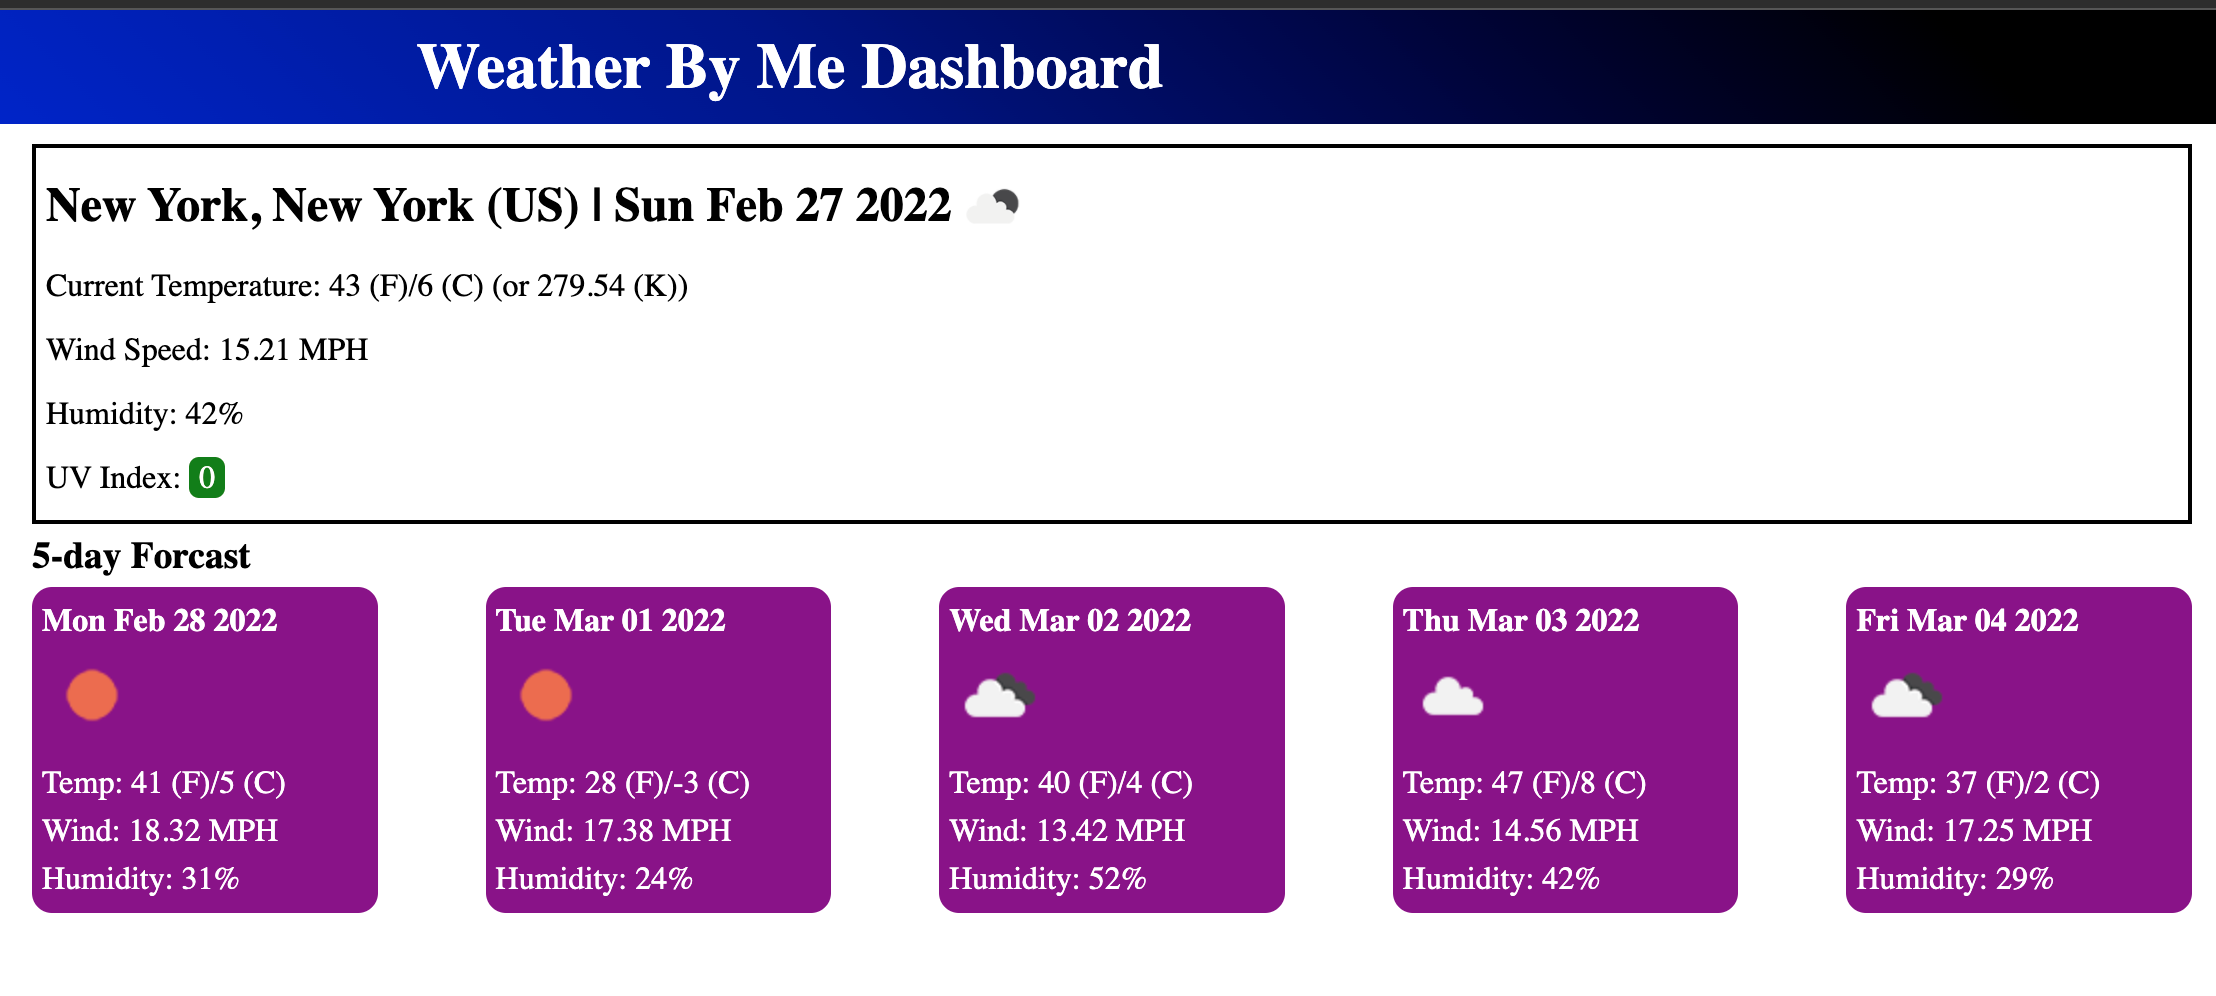 Weather By Me Dashboard
New York, New York (US) | Sun Feb 27 2022
Current Temperature: 43 (F)/6 (C) (or 279.54 (K))
Wind Speed: 15.21 MPH
Humidity: 42%
UV Index: 0
5-day Forcast
Mon Feb 28 2022
Temp: 41 (F)/5 (C)
Wind: 18.32 MPH
Humidity: 31%
Tue Mar 01 2022
Temp: 28 (F)/-3 (C)
Wind: 17.38 MPH
Humidity: 24%
Wed Mar 02 2022
Temp: 40 (F)/4 (C)
Wind: 13.42 MPH
Humidity: 52%
Thu Mar 03 2022
Temp: 47 (F)/8 (C)
Wind: 14.56 MPH
Humidity: 42%
Fri Mar 04 2022
Temp: 37 (F)/2 (C)
Wind: 17.25 MPH
Humidity: 29%